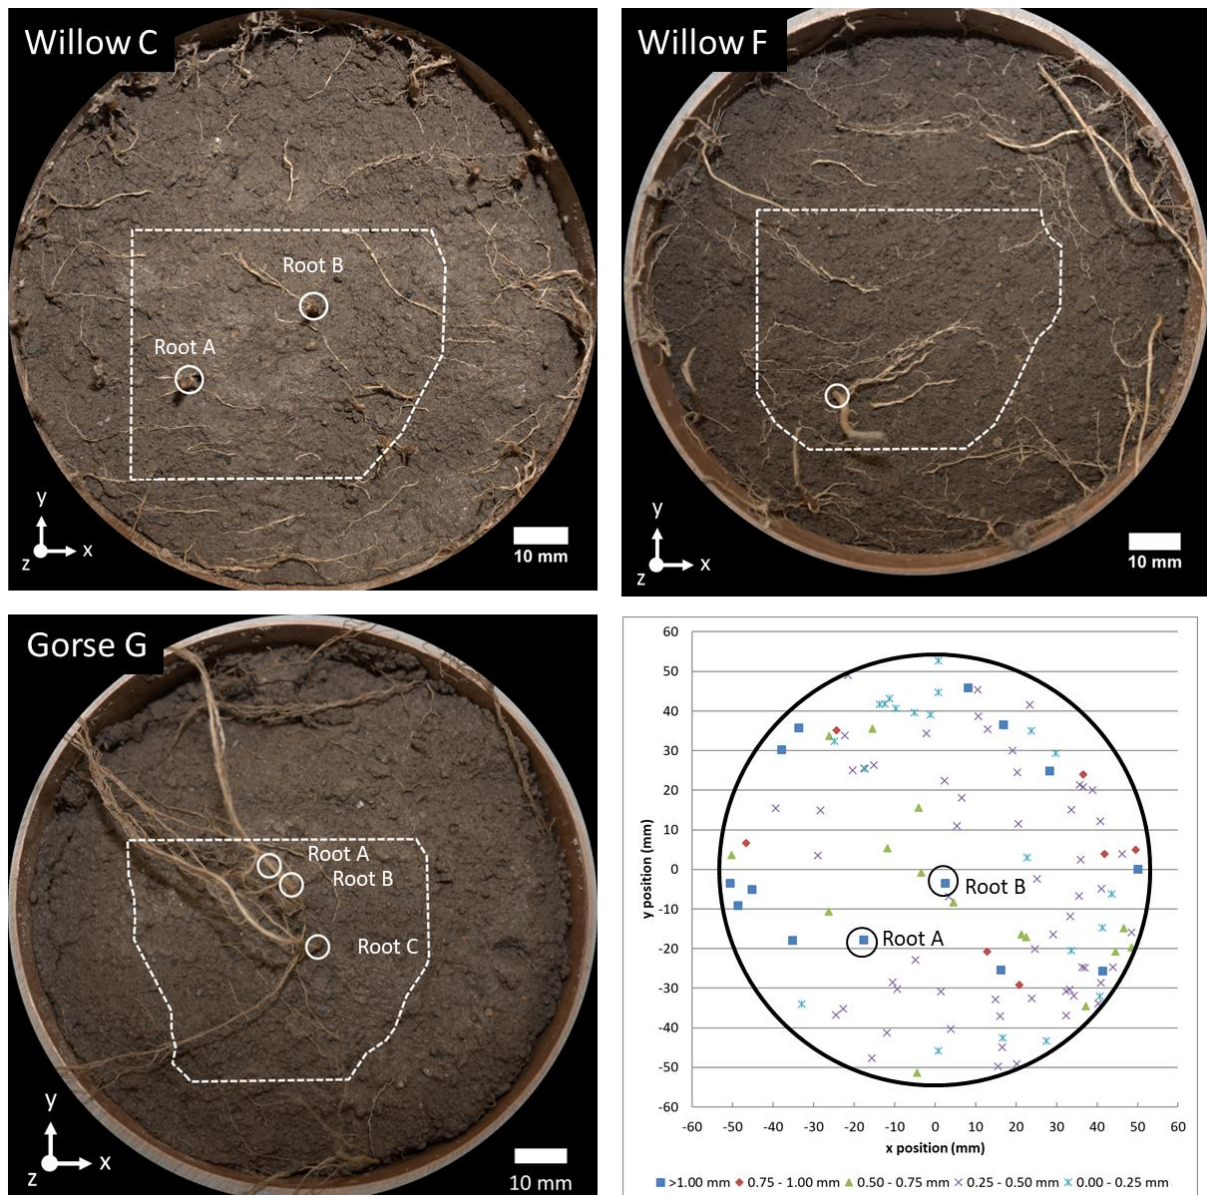 Willow C
Root B
Root A
y
x
z
10 mm
Willow F
y
x
z
10 mm
Gorse G
Root A
Root B
Root C
y
x
z
10 mm
60
50
40
30
20
10
0
-10
-20
-30
-40
-50
-60
y position (mm)
Root B
Root A
-60 -50 -40 -30 -20 -10 0 10 20 30 40 50 60
x position (mm)
>1.00 mm 0.75 - 1.00 mm 0.50 - 0.75 mm 0.25 - 0.50 mm 0.00 - 0.25 mm